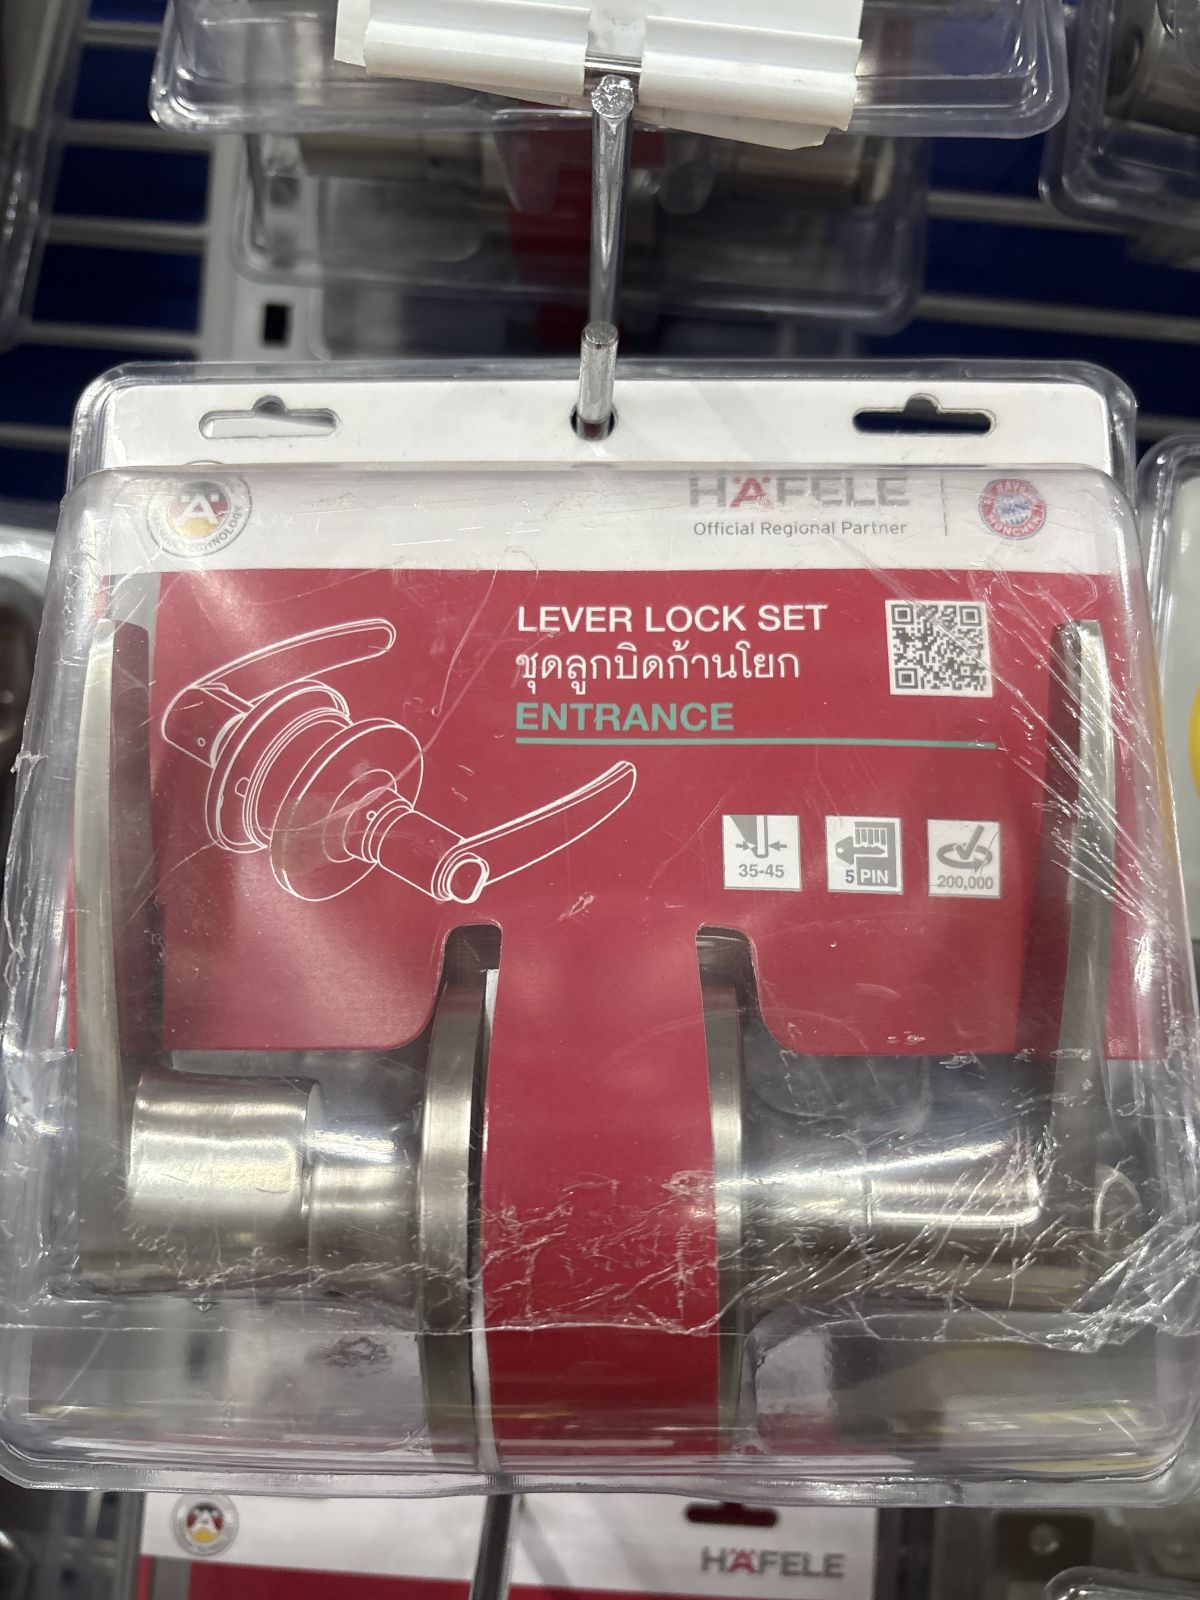 HÄFELE
Official Regional Partner
LEVER LOCK SET
ชุดลูกบิดก้านโยก
ENTRANCE
35-45
5 PIN
200,000
HÄFELE